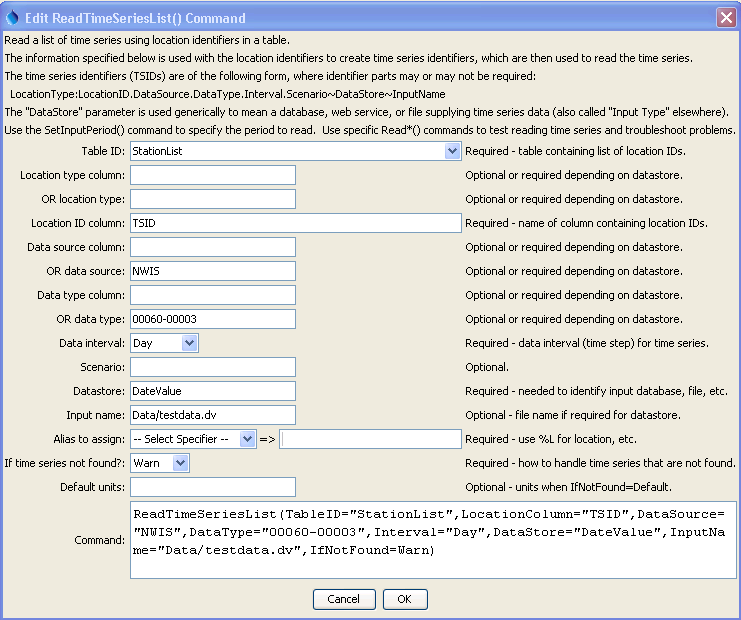 Edit ReadTimeSeriesList() Command
Read a list of time series using location identifiers in a table.
The information specified below is used with the location identifiers to create time series identifiers, which are then used to read the time series.
The time series identifiers (TSIDs) are of the following form, where identifier parts may or may not be required:
LocationType:LocationID.DataSource.DataType.Interval.Scenario~DataStore~InputName
The "DataStore" parameter is used generically to mean a database, web service, or file supplying time series data (also called "Input Type" elsewhere).
Use the SetInputPeriod() command to specify the period to read.  Use specific Read*() commands to test reading time series and troubleshoot problems.
Table ID: StationList Required - table containing list of location IDs.
Location type column: Optional or required depending on datastore.
OR location type: Optional or required depending on datastore.
Location ID column: TSID Required - name of column containing location IDs.
Data source column: Optional or required depending on datastore.
OR data source: NWIS Optional or required depending on datastore.
Data type column: Optional or required depending on datastore.
OR data type: 00060-00003 Optional or required depending on datastore.
Data interval: Day Required - data interval (time step) for time series.
Scenario: Optional.
Datastore: DateValue Required - needed to identify input database, file, etc.
Input name: Data/testdata.dv Optional - file name if required for datastore.
Alias to assign: -- Select Specifier -- => Required - use %L for location, etc.
If time series not found?: Warn Required - how to handle time series that are not found.
Default units: Optional - units when IfNotFound=Default.
ReadTimeSeriesList(TableID="StationList",LocationColumn="TSID",DataSource=
"NWIS",DataType="00060-00003",Interval="Day",DataStore="DateValue",InputNa
Command: me="Data/testdata.dv",IfNotFound=Warn)
Cancel OK